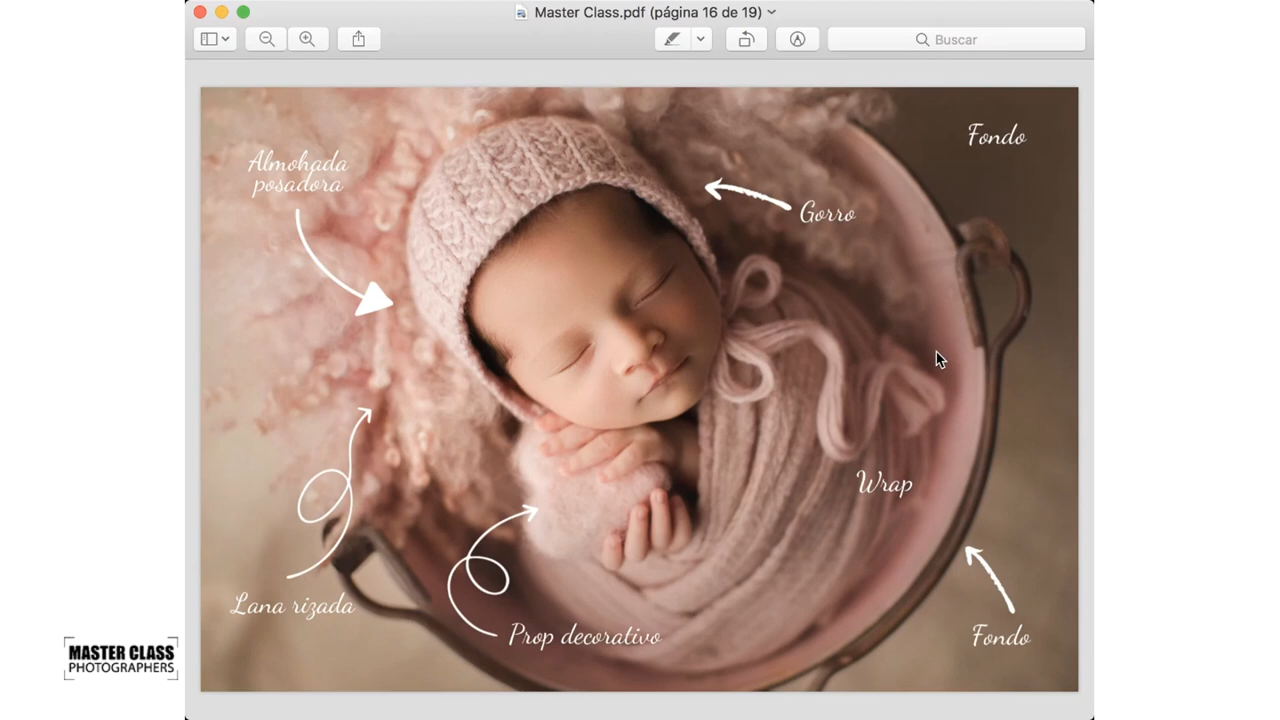 Master Class.pdf (página 16 de 19)
Buscar
Fondo
Almohada
posadora
Gorro
Wrap
Lana rizada
Prop decorativo
Fondo
MASTER CLASS
PHOTOGRAPHERS